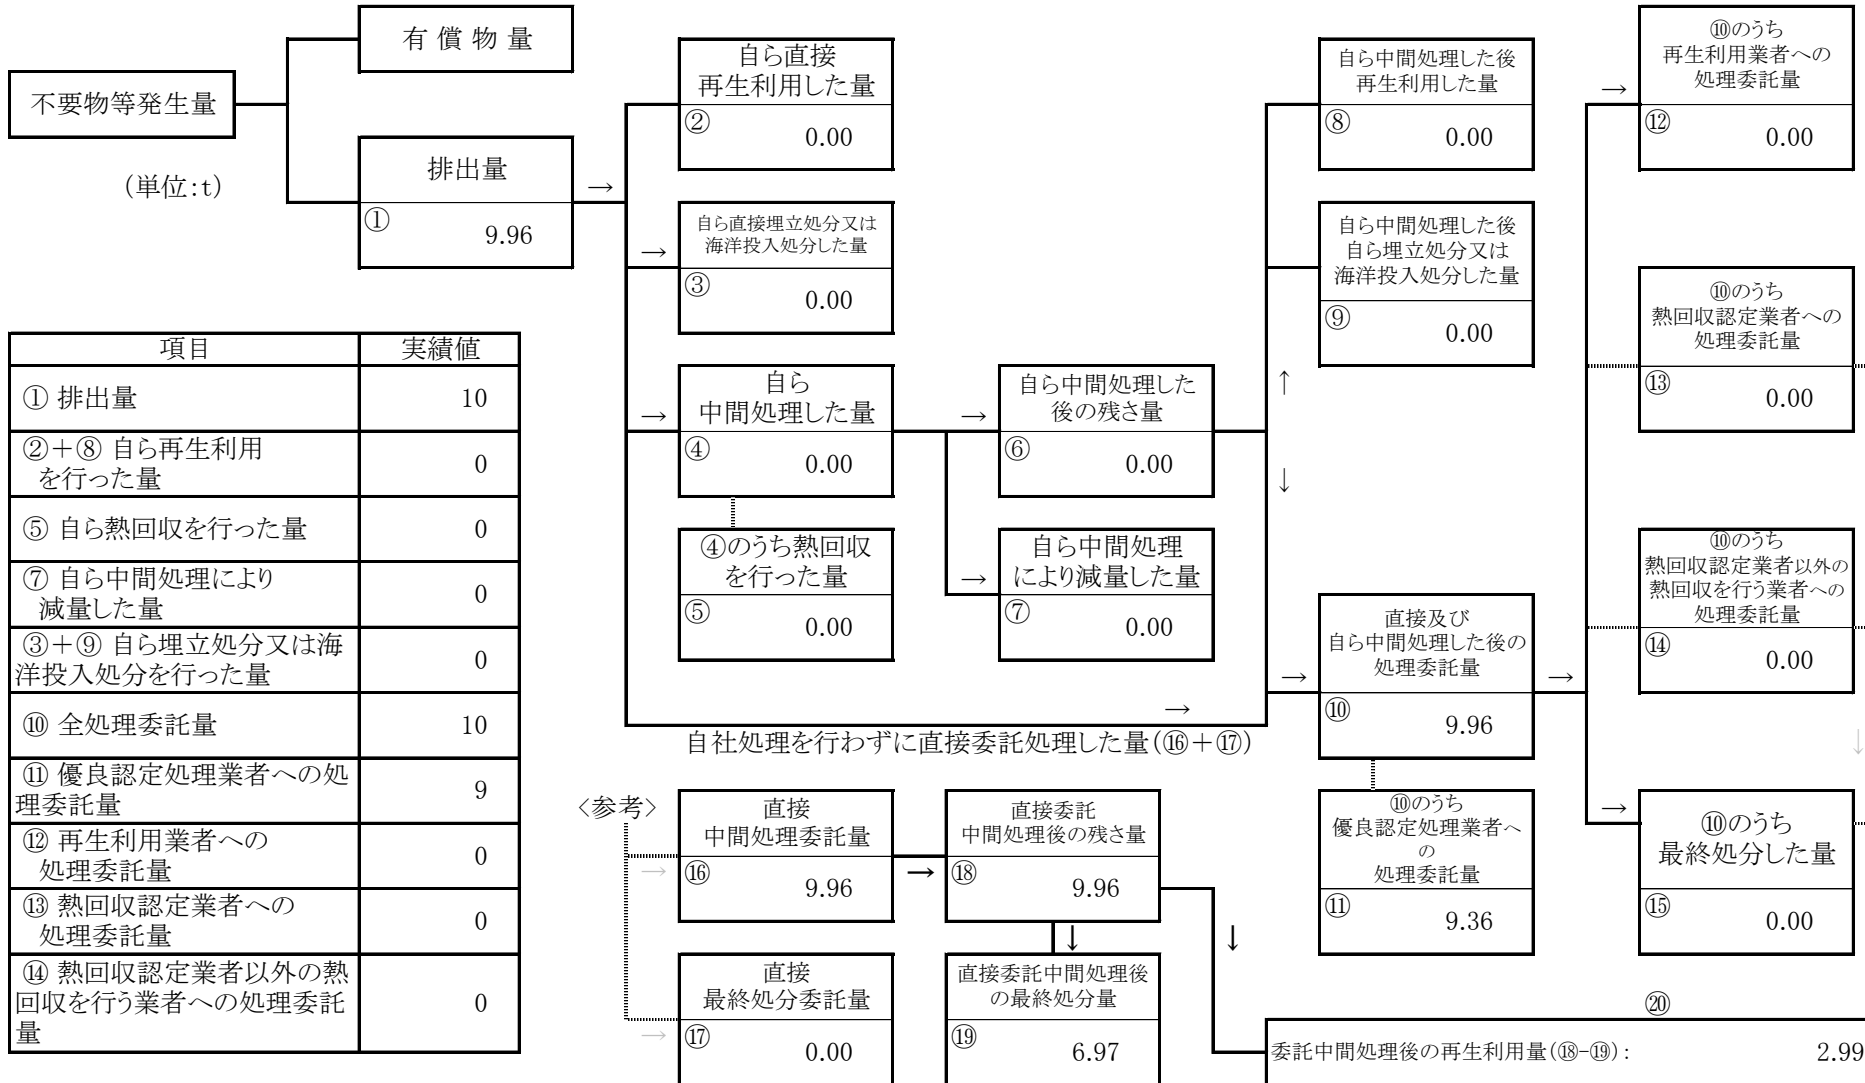 不要物等発生量
(単位:t)
有 償 物 量
排出量
① 9.96
→
自ら直接
再生利用した量
② 0.00
→
自ら直接埋立処分又は
海洋投入処分した量
③ 0.00
→
自ら
中間処理した量
④ 0.00
④のうち熱回収
を行った量
⑤ 0.00
→
自ら中間処理した
後の残さ量
⑥ 0.00
→
自ら中間処理
により減量した量
⑦ 0.00
↑
↓
自ら中間処理した後
再生利用した量
⑧ 0.00
自ら中間処理した後
自ら埋立処分又は
海洋投入処分した量
⑨ 0.00
→
自社処理を行わずに直接委託処理した量(⑯+⑰)
→
直接及び
自ら中間処理した後の
処理委託量
⑩ 9.96
→
⑩のうち
優良認定処理業者へ
の
処理委託量
⑪ 9.36
→
⑩のうち
再生利用業者への
処理委託量
⑫ 0.00
⑩のうち
熱回収認定業者への
処理委託量
⑬ 0.00
⑩のうち
熱回収認定業者以外の
熱回収を行う業者への
処理委託量
⑭ 0.00
↓
→
⑩のうち
最終処分した量
⑮ 0.00
項目 実績値
① 排出量 10
②+⑧ 自ら再生利用
を行った量 0
⑤ 自ら熱回収を行った量 0
⑦ 自ら中間処理により
減量した量 0
③+⑨ 自ら埋立処分又は海
洋投入処分を行った量 0
⑩ 全処理委託量 10
⑪ 優良認定処理業者への処
理委託量 9
⑫ 再生利用業者への
処理委託量 0
⑬ 熱回収認定業者への
処理委託量 0
⑭ 熱回収認定業者以外の熱
回収を行う業者への処理委託
量 0
<参考>
→
直接
中間処理委託量
⑯ 9.96
→
直接委託
中間処理後の残さ量
⑱ 9.96
↓
↓
→
直接
最終処分委託量
⑰ 0.00
直接委託中間処理後
の最終処分量
⑲ 6.97
⑳
委託中間処理後の再生利用量(⑱-⑲): 2.99